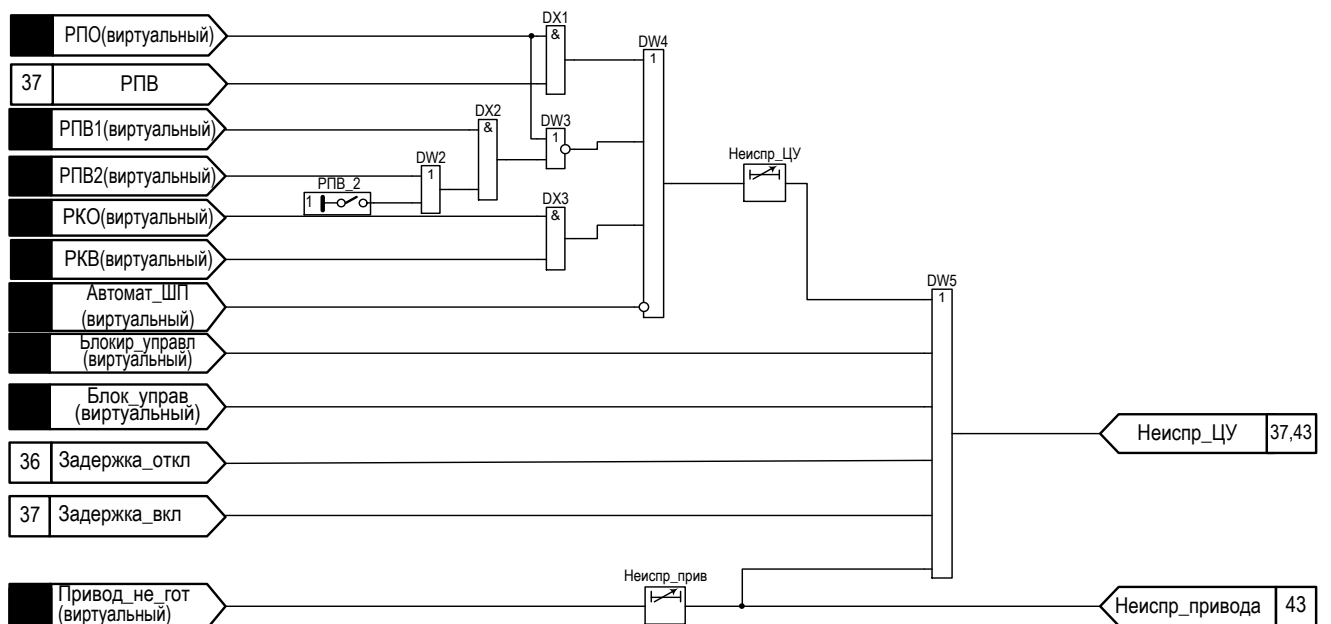 DX1
РПО(виртуальный)
&
DW4
1
37 РПВ
DX2
РПВ1(виртуальный)
&
DW3
1
DW2
Неиспр_ЦУ
РПВ2(виртуальный)
1
РПВ_2
1
DX3
РКО(виртуальный)
&
РКВ(виртуальный)
DW5
1
Автомат_ШП
(виртуальный)
Блокир_управл
(виртуальный)
Блок_управ
(виртуальный)
Неиспр_ЦУ 37,43
36 Задержка_откл
37 Задержка_вкл
Неиспр_прив
Привод_не_гот
(виртуальный)
Неиспр_привода 43